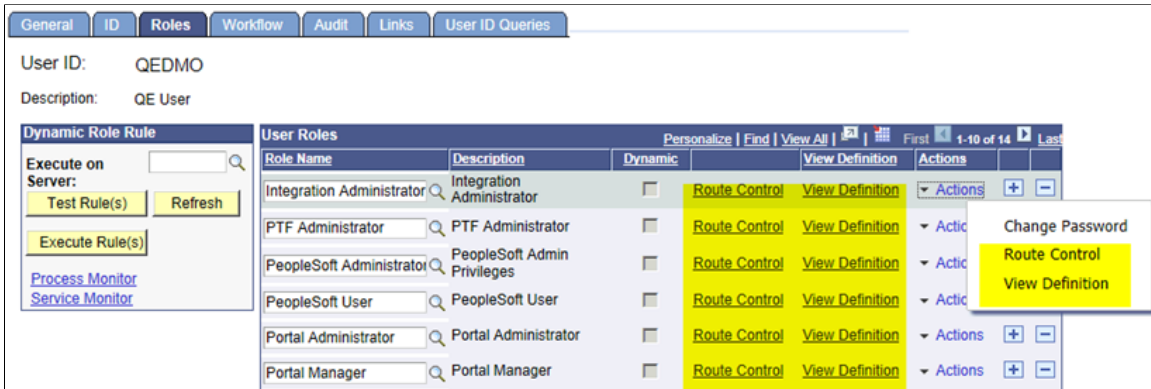 General ID Roles Workflow Audit Links User ID Queries
User ID: QEDMO
Description: QE User
Dynamic Role Rule
Execute on
Server:
Test Rule(s) Refresh
Execute Rule(s)
Process Monitor
Service Monitor
User Roles Personalize | Find | View All | | First 1-10 of 14 Last
Role Name Description Dynamic View Definition Actions
Integration Administrator Integration Administrator Route Control View Definition Actions
PTF Administrator PTF Administrator Route Control View Definition Actio
PeopleSoft Administrator PeopleSoft Admin Privileges Route Control View Definition Actio
PeopleSoft User PeopleSoft User Route Control View Definition Actio
Portal Administrator Portal Administrator Route Control View Definition Actions
Portal Manager Portal Manager Route Control View Definition Actions
Change Password
Route Control
View Definition